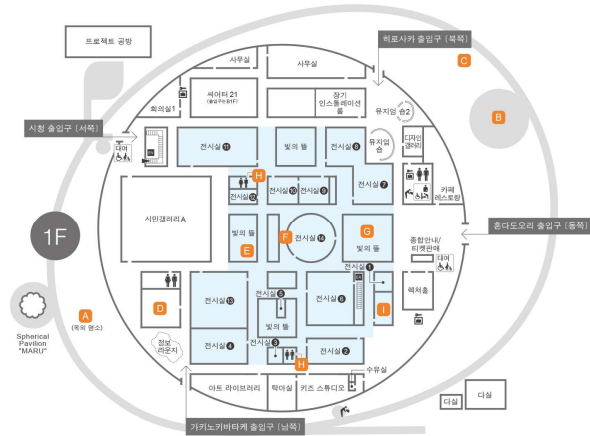 프로젝트 공방
히로사카 출입구 (북쪽)
C
사무실
사무실
씨어터 21
(출입구는 B1F)
장기
인스톨레이션
룸
뮤지엄 숍2
회의실1
B
시청 출입구 (서쪽)
대여
전시실 11
빛의 뜰
전시실 8
뮤지엄
숍
디자인
갤러리
H
전시실 12
전시실 10
전시실 9
전시실 7
카페
레스토랑
시민갤러리A
1F
빛의 뜰
E
F
전시실 14
G
빛의 뜰
혼다도오리 출입구 (동쪽)
종합안내/
티켓판매
대여
전시실 1
D
전시실 13
전시실 5
전시실 6
I
렉처홀
A
(옥외 명소)
Spherical
Pavilion
"MARU"
빛의 뜰
정보
라운지
전시실 4
전시실 3
전시실 2
H
수유실
아트 라이브러리
탁아실
키즈 스튜디오
다실
다실
가키노키바타케 출입구 (남쪽)